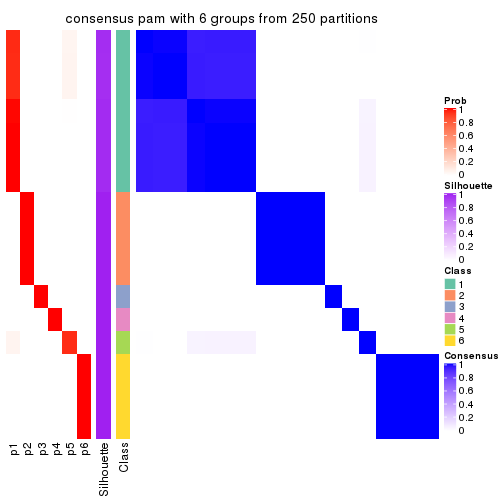 consensus pam with 6 groups from 250 partitions
Prob
1
0.8
0.6
0.4
0.2
0
Silhouette
1
0.8
0.6
0.4
0.2
0
Class
1
2
3
4
5
6
Consensus
1
0.8
0.6
0.4
0.2
0
p1
p2
p3
p4
p5
p6
Silhouette
Class